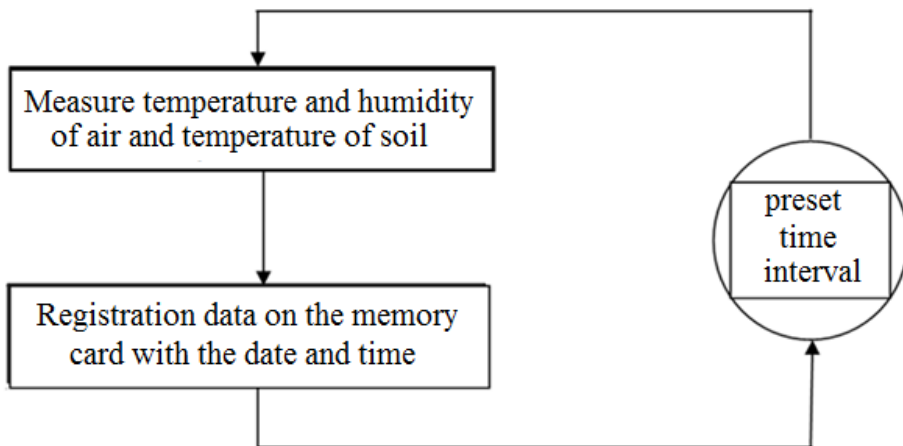 Measure temperature and humidity
of air and temperature of soil
Registration data on the memory
card with the date and time
preset
time
interval